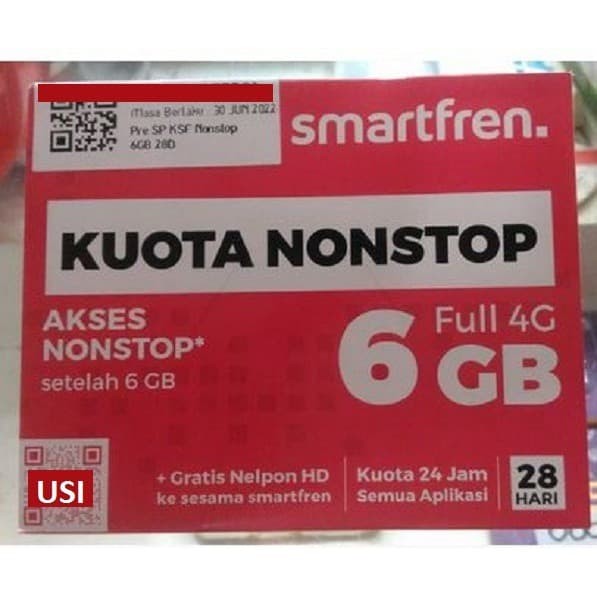 Masa Berlaku 30 JUN 2022
Pre SP KSF Nonstop
6GB 28D
smartfren.
KUOTA NONSTOP
AKSES
NONSTOP*
setelah 6 GB
6 GB
Full 4G
USI
+ Gratis Nelpon HD
ke sesama smartfren
Kuota 24 Jam
Semua Aplikasi
28
HARI